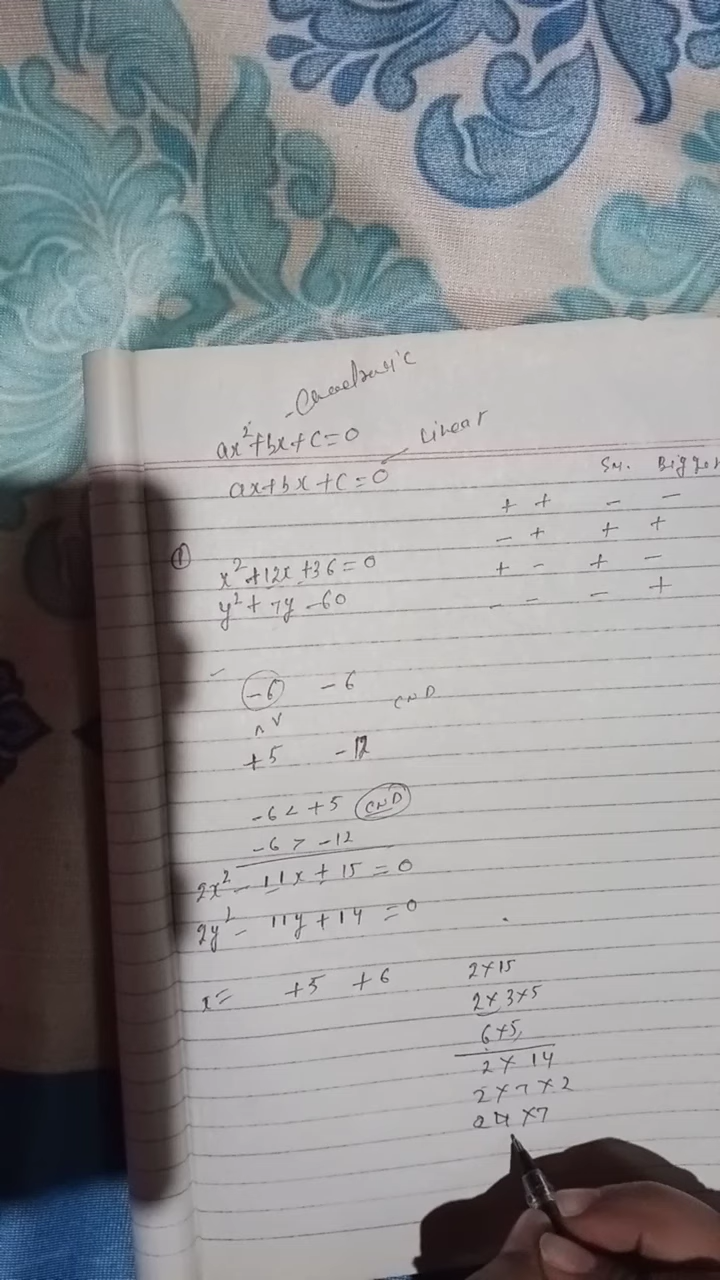 ax²+bx+c=0
Linear
ax+bx+c=0
Sm. Bigger
+ + - -
- + + +
①
x²+12x+36=0 + - + -
y²+7y-60 - - - +
-6 -6
CND
+5 -12
-6 < +5 CND
-6 > -12
2x²-11x+15=0
2y²-11y+14=0
x= +5 +6 2×15
2×3×5
6×5
2×14
2×7×2
4×7